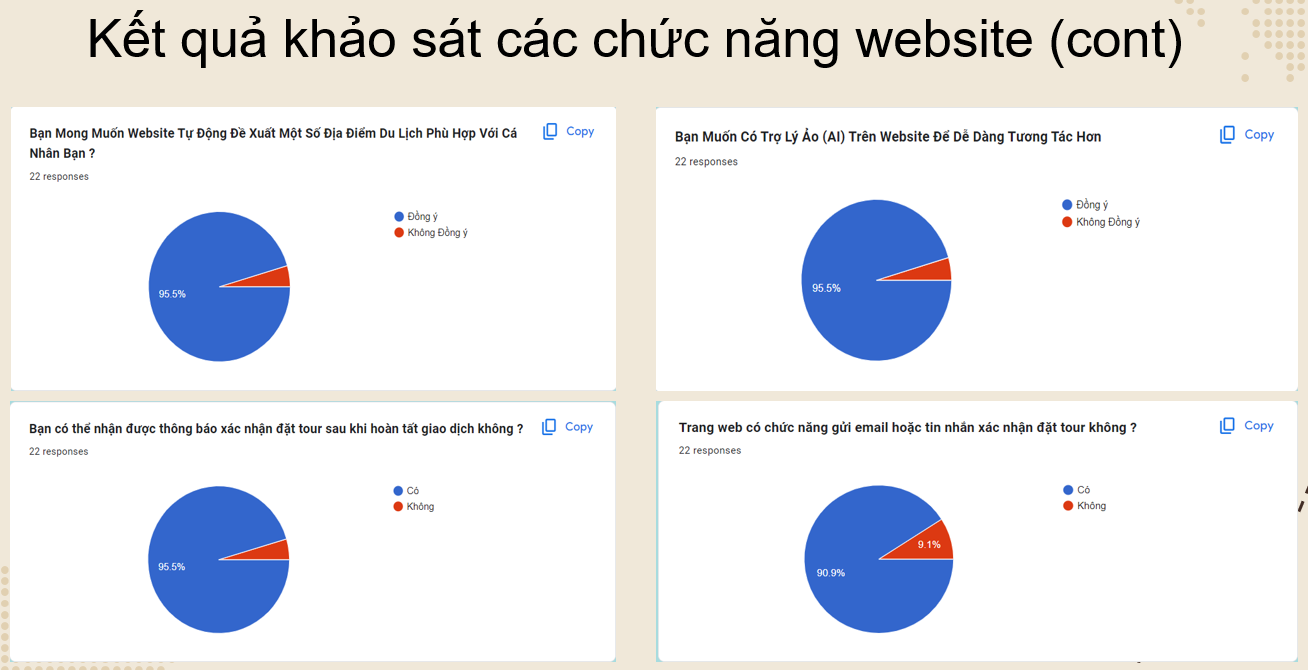 Kết quả khảo sát các chức năng website (cont)
Bạn Mong Muốn Website Tự Động Đề Xuất Một Số Địa Điểm Du Lịch Phù Hợp Với Cá
Nhân Bạn ?
Copy
22 responses
Đồng ý
Không Đồng ý
95.5%
Bạn Muốn Có Trợ Lý Ảo (AI) Trên Website Để Dễ Dàng Tương Tác Hơn
Copy
22 responses
Đồng ý
Không Đồng ý
95.5%
Bạn có thể nhận được thông báo xác nhận đặt tour sau khi hoàn tất giao dịch không ?
Copy
22 responses
Có
Không
95.5%
Trang web có chức năng gửi email hoặc tin nhắn xác nhận đặt tour không ?
Copy
22 responses
Có
Không
9.1%
90.9%